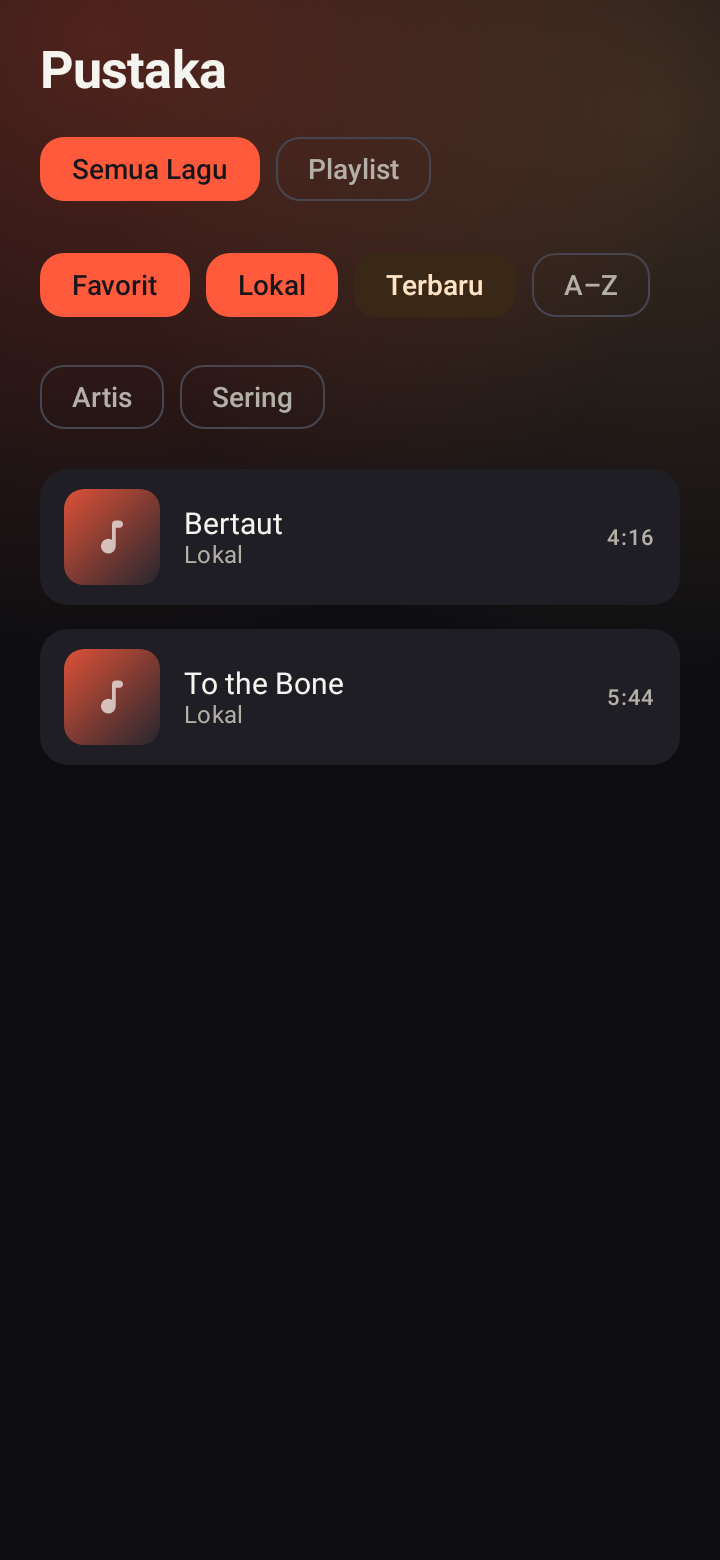 Pustaka
Semua Lagu Playlist
Favorit Lokal Terbaru A–Z
Artis Sering
Bertaut
Lokal
4:16
To the Bone
Lokal
5:44